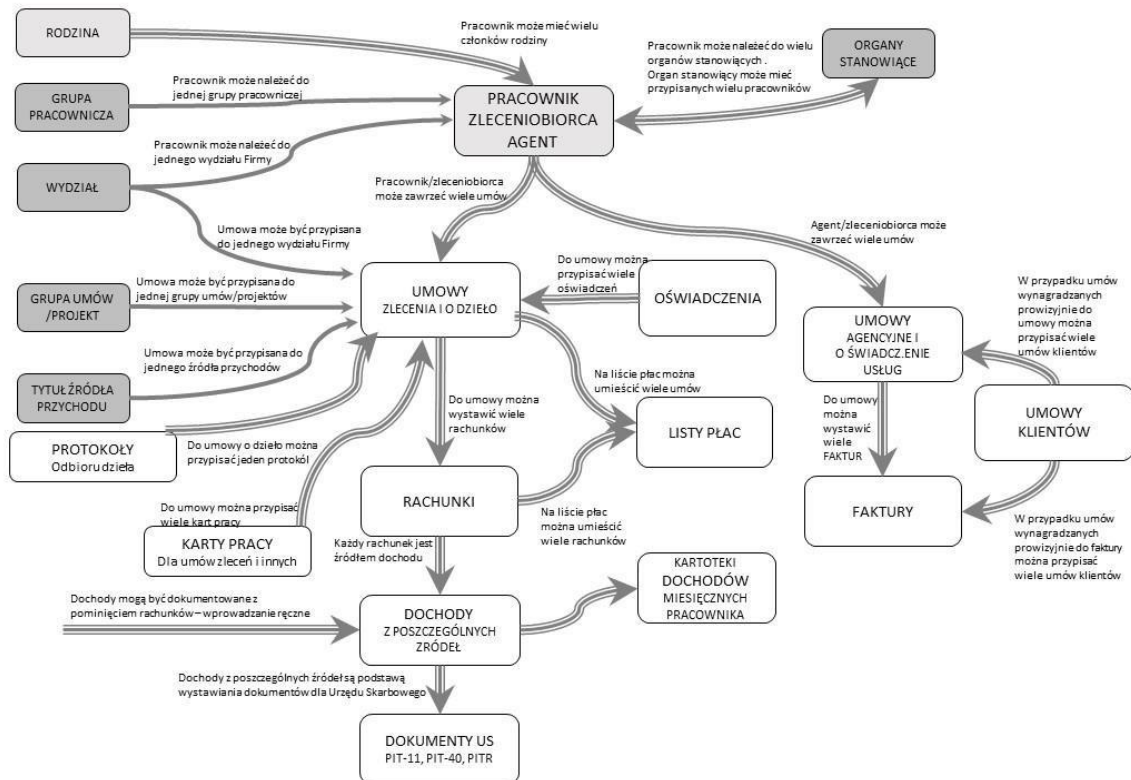 RODZINA
Pracownik może mieć wielu
członków rodziny
Pracownik może należeć do wielu
organów stanowiących .
Organ stanowiący może mieć
przypisanych wielu pracowników
ORGANY
STANOWIĄCE
GRUPA
PRACOWNICZA
Pracownik może należeć do
jednej grupy pracowniczej
PRACOWNIK
ZLECENIOBIORCA
AGENT
Pracownik może należeć do
jednego wydziału Firmy
WYDZIAŁ
Pracownik/zleceniobiorca
może zawrzeć wiele umów
Umowa może być przypisana
do jednego wydziału Firmy
Agent/zleceniobiorca może
zawrzeć wiele umów
Do umowy można
przypisać wiele
oświadczeń
GRUPA UMÓW
/PROJEKT
Umowa może być przypisana do
jednej grupy umów/projektów
UMOWY
ZLECENIA I O DZIEŁO
OŚWIADCZENIA
W przypadku umów
wynagradzanych
prowizyjnie do
umowy można
przypisać wiele
umów klientów
UMOWY
AGENCYJNE I
O ŚWIADCZ.ENIE
USŁUG
Umowa może być przypisana do
jednego źródła przychodów
TYTUŁ ŹRÓDŁA
PRZYCHODU
Na liście płac można
umieścić wiele umów
Do umowy można
wystawić wiele
rachunków
Do umowy
można
wystawić
wiele
FAKTUR
UMOWY
KLIENTÓW
PROTOKOŁY
Odbioru dzieła
Do umowy o dzieło można
przypisać jeden protokół
LISTY PŁAC
RACHUNKI
FAKTURY
Do umowy można przypisać
wiele kart pracy
Na liście płac
można umieścić
wiele rachunków
W przypadku umów
wynagradzanych
prowizyjnie do faktury
można przypisać
wiele umów klientów
KARTY PRACY
Dla umów zleceń i innych
Każdy rachunek jest
źródłem dochodu
KARTOTEKI
DOCHODÓW
MIESIĘCZNYCH
PRACOWNIKA
Dochody mogą być dokumentowane z
pominięciem rachunków – wprowadzanie ręczne
DOCHODY
Z POSZCZEGÓLNYCH
ZRÓDEŁ
Dochody z poszczególnych źródeł są podstawą
wystawiania dokumentów dla Urzędu Skarbowego
DOKUMENTY US
PIT-11, PIT-40, PITR